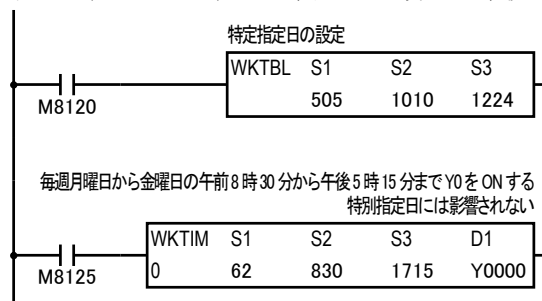 特定指定日の設定
WKTBL S1 S2 S3
505 1010 1224
M8120
毎週月曜日から金曜日の午前8時30分から午後5時15分までY0をONする
特別指定日には影響されない
WKTIM S1 S2 S3 D1
0 62 830 1715 Y0000
M8125